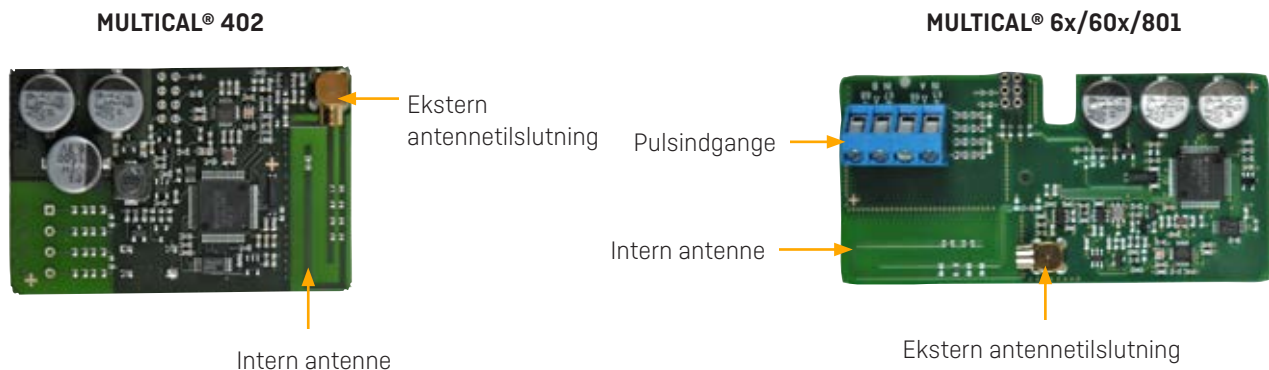 MULTICAL® 402
MULTICAL® 6x/60x/801
Ekstern
antennetilslutning
Intern antenne
Pulsindgange
Intern antenne
Ekstern antennetilslutning